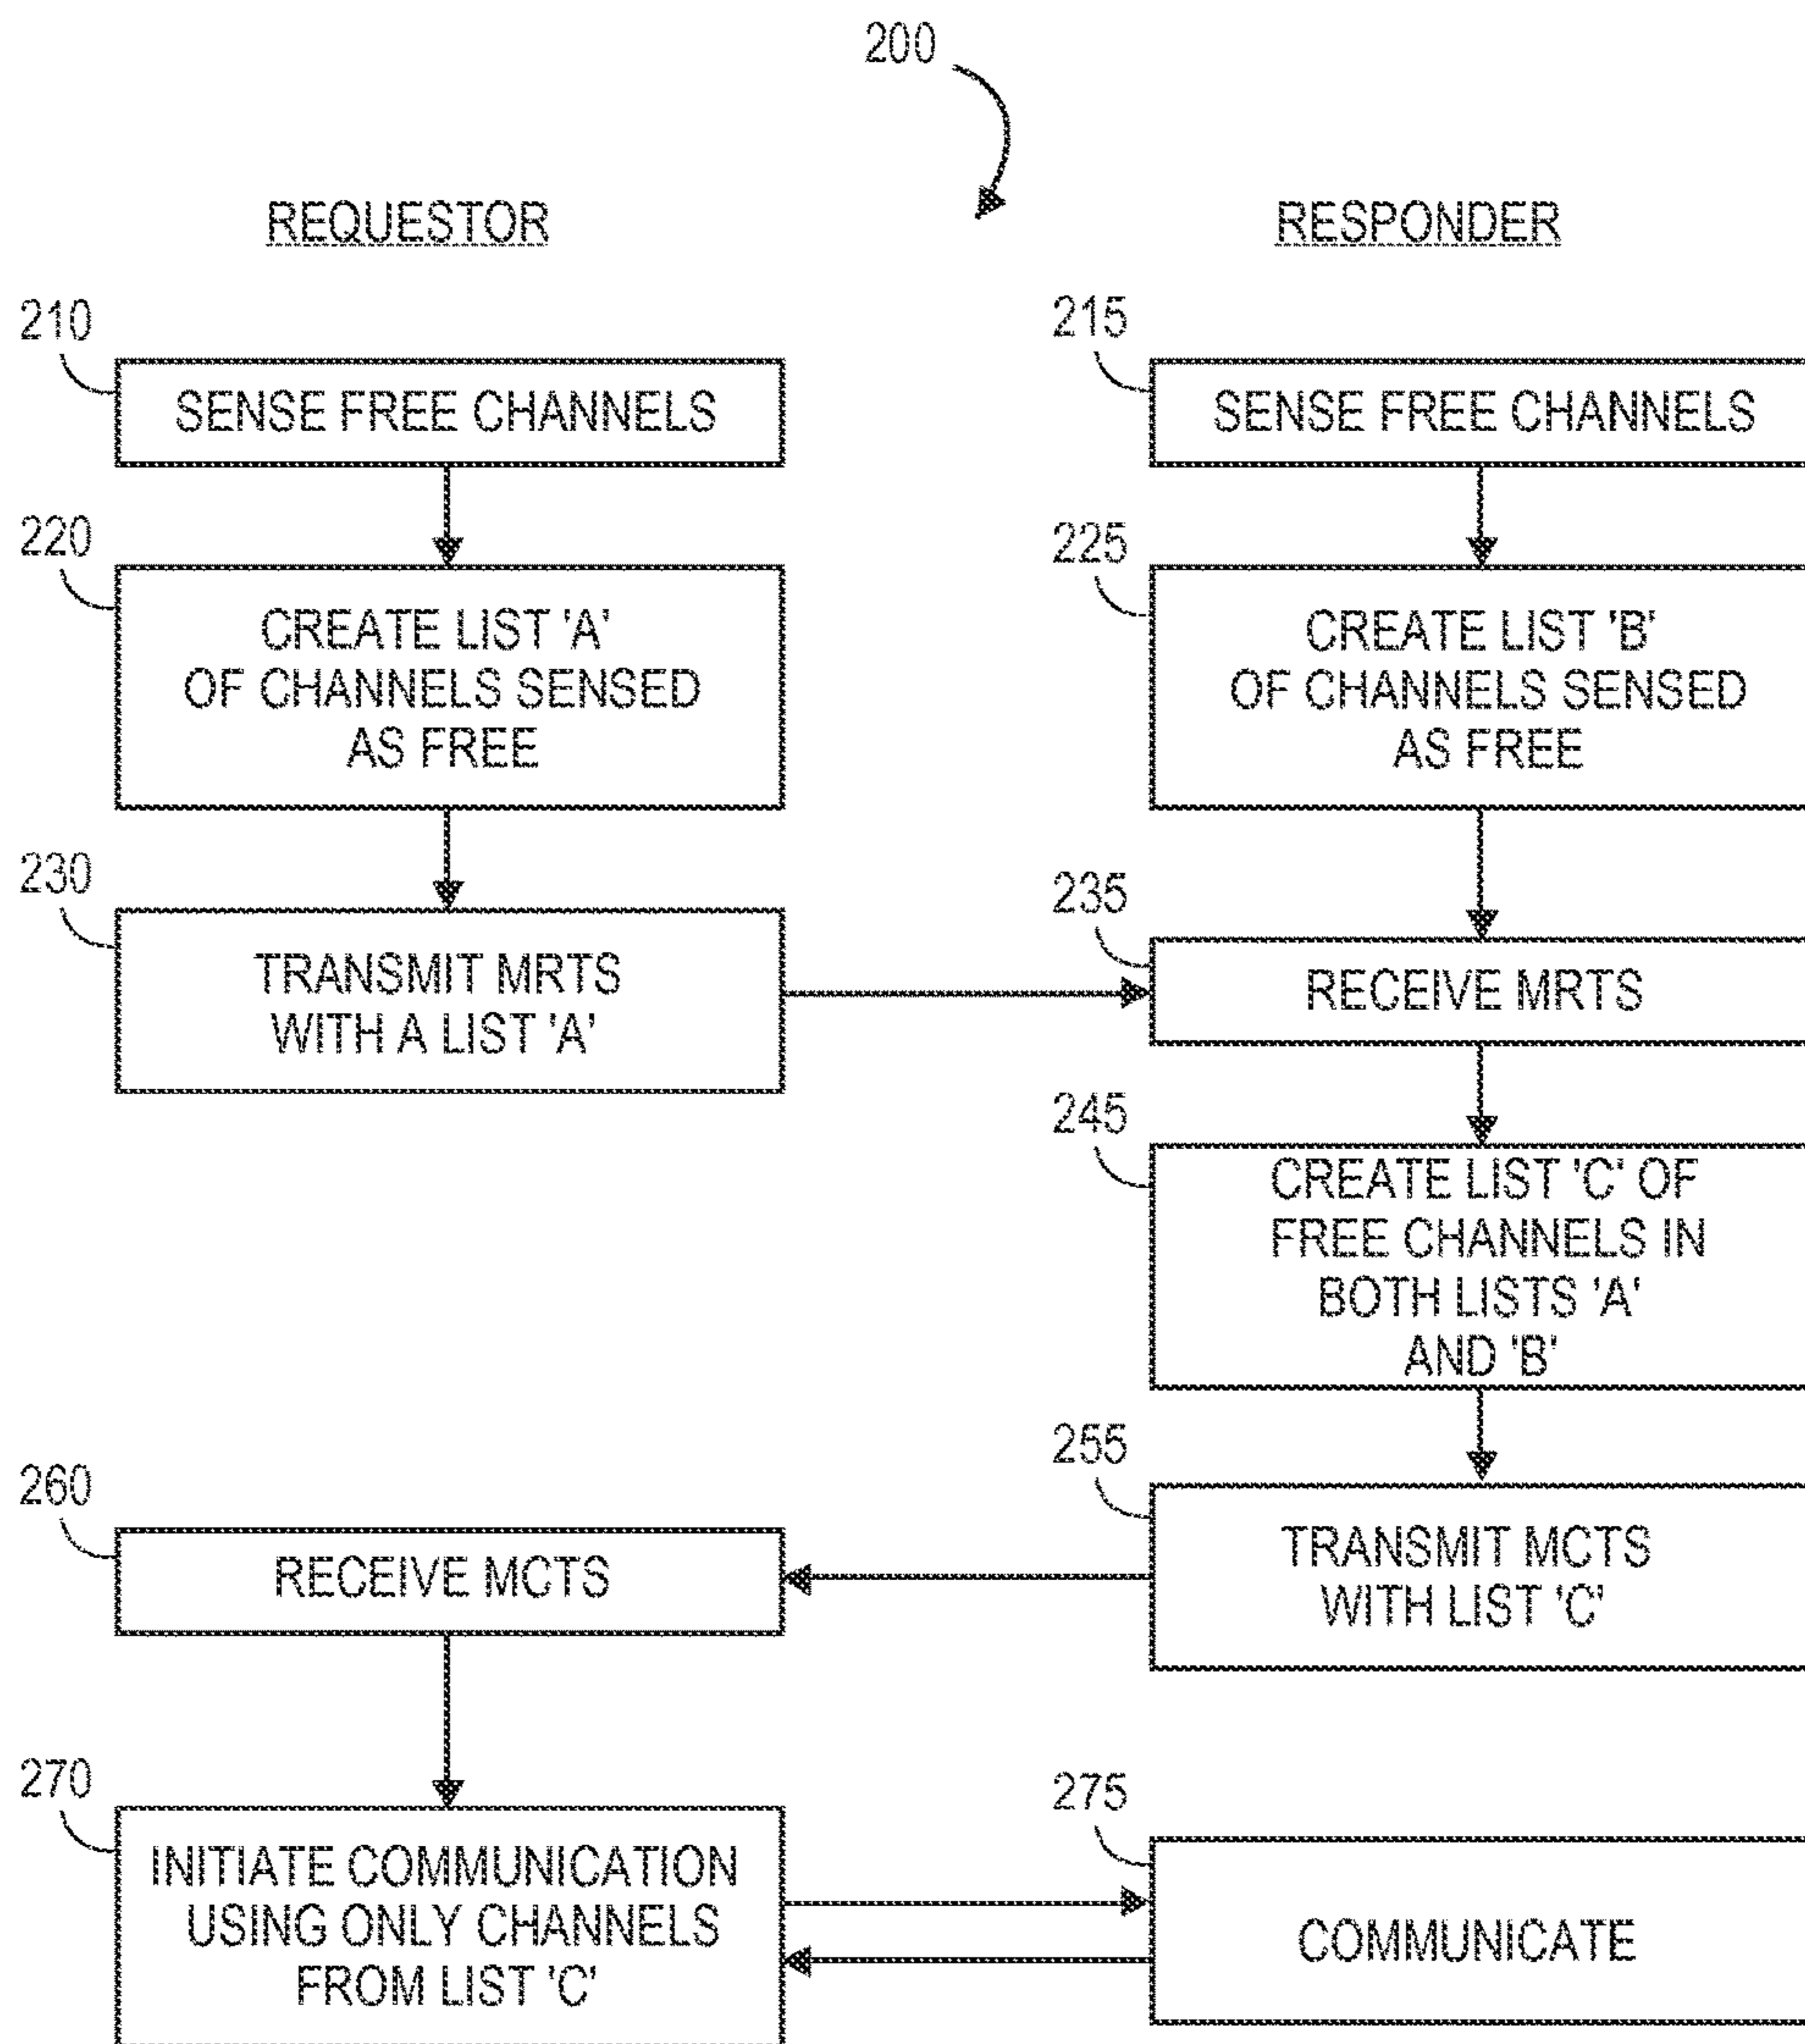 200
REQUESTOR
RESPONDER
210
SENSE FREE CHANNELS
215
SENSE FREE CHANNELS
220
CREATE LIST 'A'
OF CHANNELS SENSED
AS FREE
225
CREATE LIST 'B'
OF CHANNELS SENSED
AS FREE
230
TRANSMIT MRTS
WITH A LIST 'A'
235
RECEIVE MRTS
245
CREATE LIST 'C' OF
FREE CHANNELS IN
BOTH LISTS 'A'
AND 'B'
255
TRANSMIT MCTS
WITH LIST 'C'
260
RECEIVE MCTS
270
INITIATE COMMUNICATION
USING ONLY CHANNELS
FROM LIST 'C'
275
COMMUNICATE